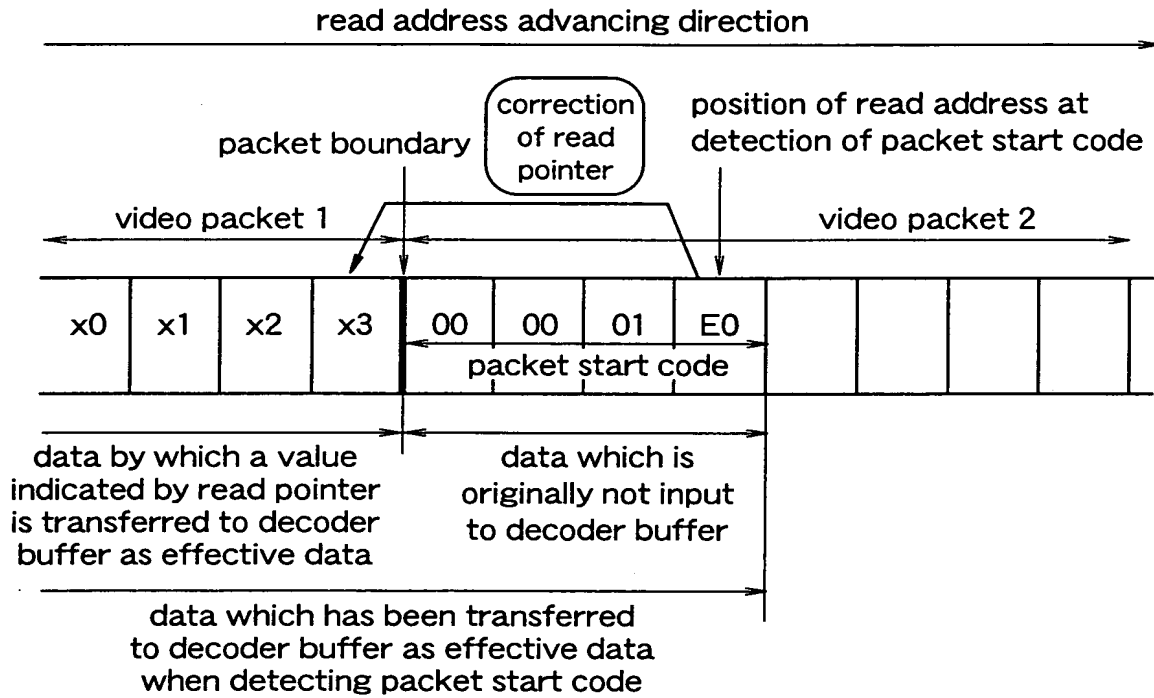 read address advancing direction
correction
of read
pointer
position of read address at
detection of packet start code
packet boundary
video packet 1
video packet 2
x0 x1 x2 x3 00 00 01 E0
packet start code
data by which a value
indicated by read pointer
is transferred to decoder
buffer as effective data
data which is
originally not input
to decoder buffer
data which has been transferred
to decoder buffer as effective data
when detecting packet start code